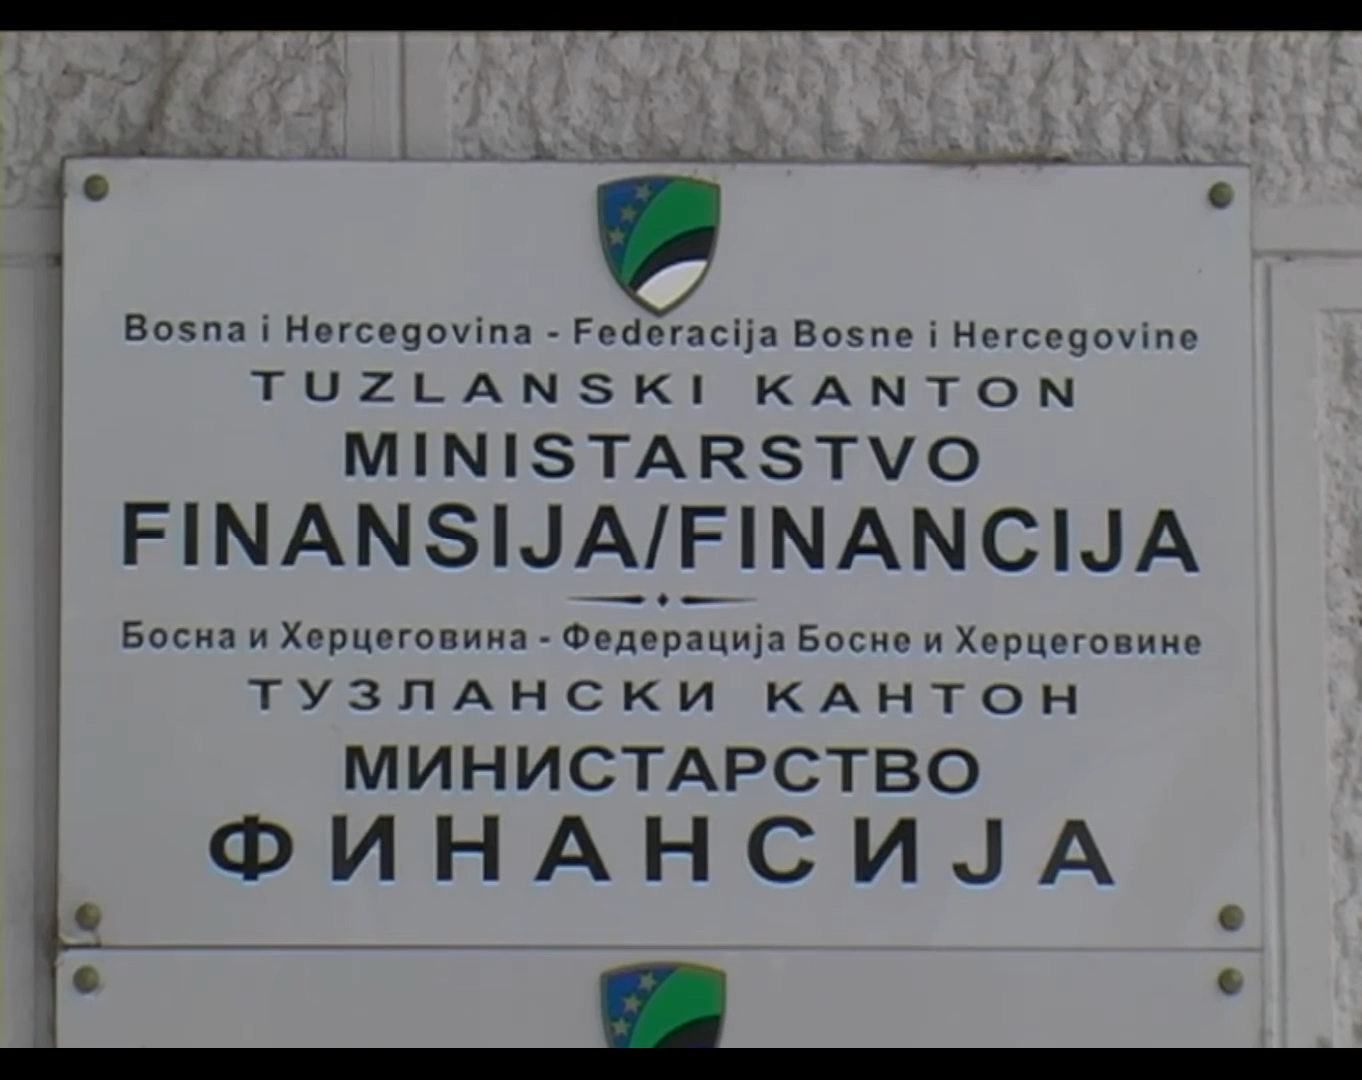 Bosna i Hercegovina - Federacija Bosne i Hercegovine
TUZLANSKI KANTON
MINISTARSTVO
FINANSIJA/FINANCIJA
Босна и Херцеговина - Федерација Босне и Херцеговине
ТУЗЛАНСКИ КАНТОН
МИНИСТАРСТВО
ФИНАНСИЈА